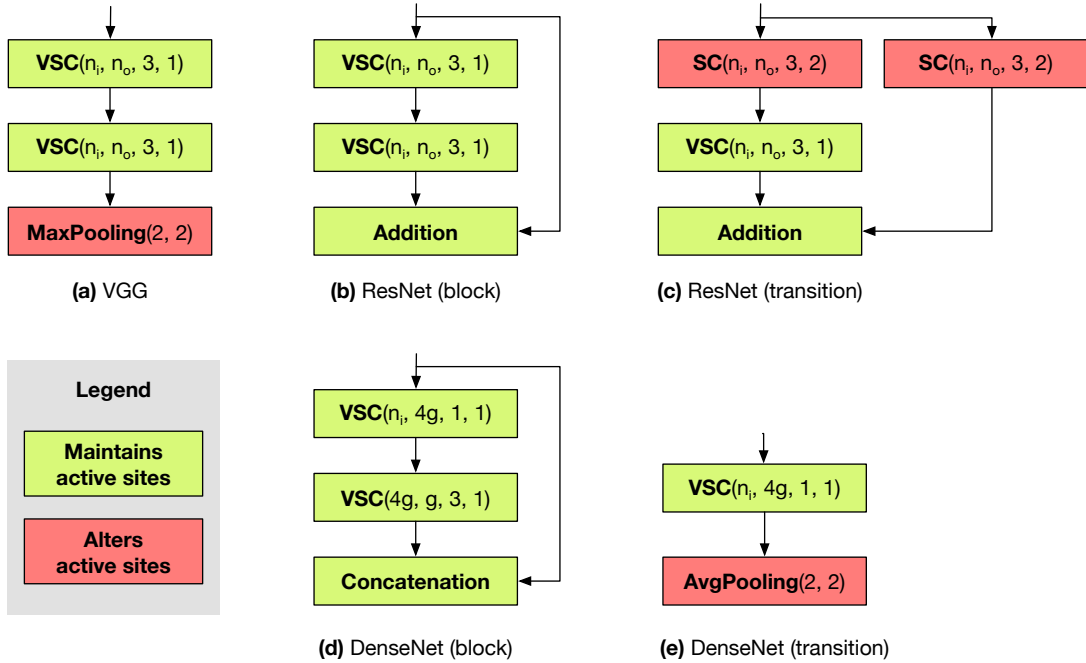 VSC(nᵢ, nₒ, 3, 1)
VSC(nᵢ, nₒ, 3, 1)
MaxPooling(2, 2)
(a) VGG
VSC(nᵢ, nₒ, 3, 1)
VSC(nᵢ, nₒ, 3, 1)
Addition
(b) ResNet (block)
SC(nᵢ, nₒ, 3, 2)
SC(nᵢ, nₒ, 3, 2)
VSC(nᵢ, nₒ, 3, 1)
Addition
(c) ResNet (transition)
Legend
Maintains
active sites
Alters
active sites
VSC(nᵢ, 4g, 1, 1)
VSC(4g, g, 3, 1)
Concatenation
(d) DenseNet (block)
VSC(nᵢ, 4g, 1, 1)
AvgPooling(2, 2)
(e) DenseNet (transition)